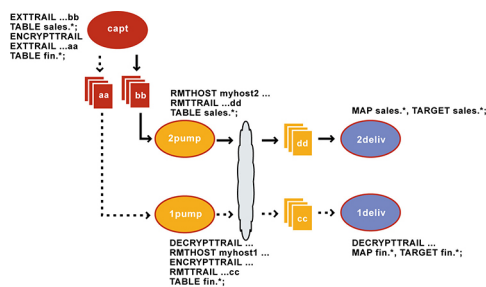 EXTTRAIL ...bb
TABLE sales.*;
ENCRYPTTRAIL
EXTTRAIL ...aa
TABLE fin.*;
capt
aa
bb
RMTHOST myhost2 ...
RMTTRAIL ...dd
TABLE sales.*;
MAP sales.*, TARGET sales.*;
2pump
dd
2deliv
1pump
cc
1deliv
DECRYPTTRAIL ...
RMTHOST myhost1 ...
ENCRYPTTRAIL ...
RMTTRAIL ...cc
TABLE fin.*;
DECRYPTTRAIL ...
MAP fin.*, TARGET fin.*;